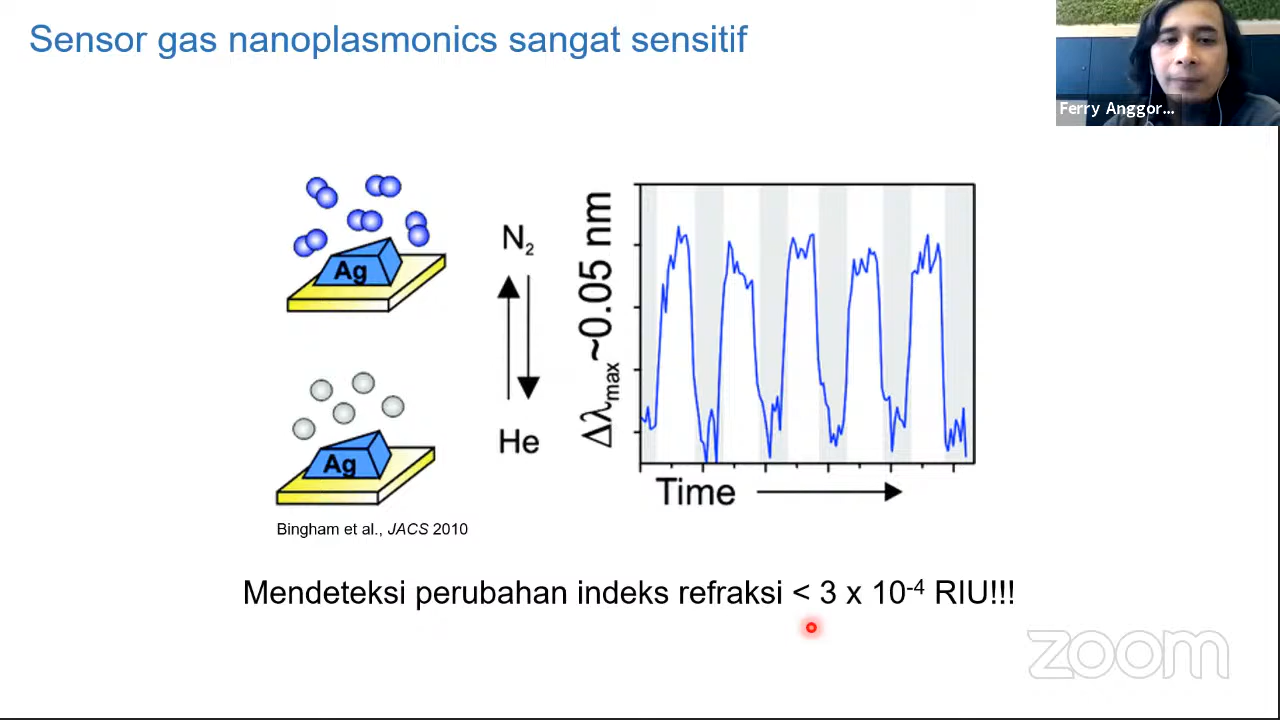 Sensor gas nanoplasmonics sangat sensitif
Ferry Anggor...
Ag
N₂
He
Ag
Δλmax ~0.05 nm
Time
Bingham et al., JACS 2010
Mendeteksi perubahan indeks refraksi < 3 x 10⁻⁴ RIU!!!
zoom